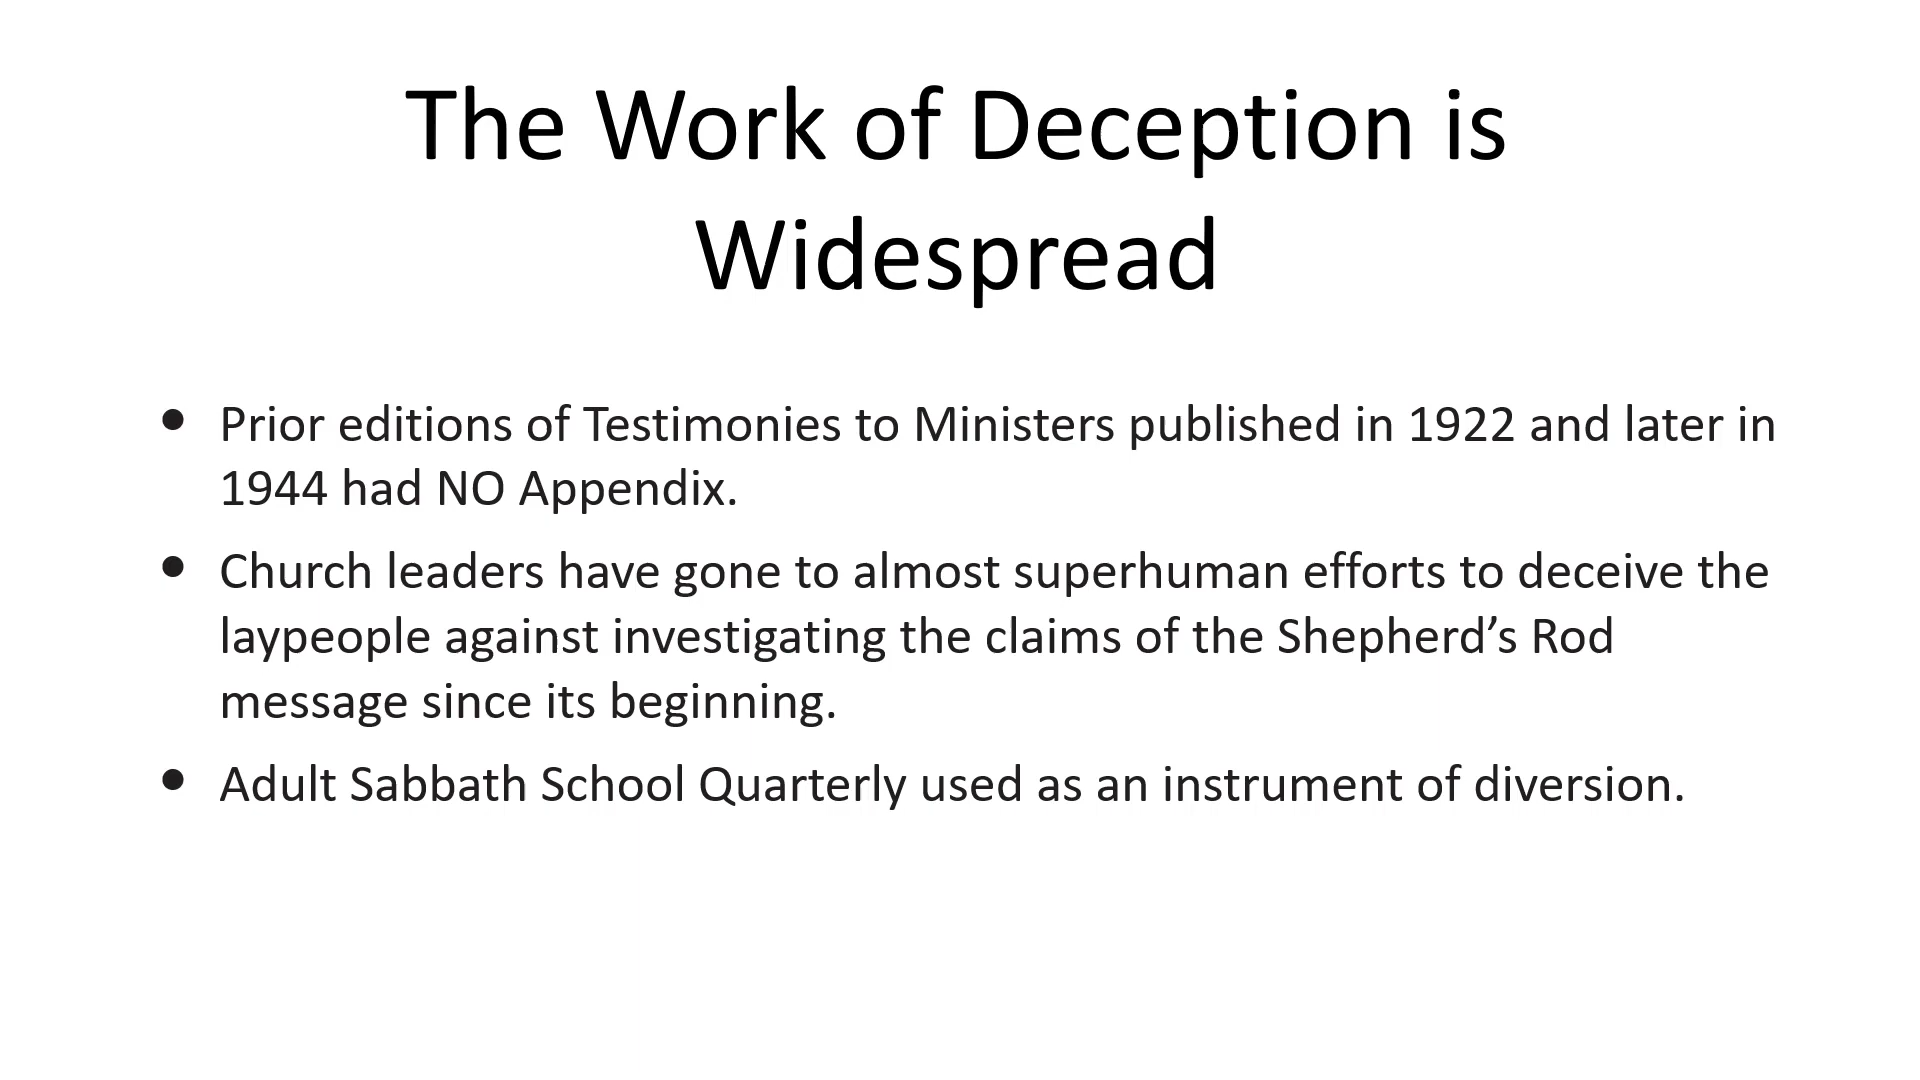 The Work of Deception is
Widespread
• Prior editions of Testimonies to Ministers published in 1922 and later in
1944 had NO Appendix.
• Church leaders have gone to almost superhuman efforts to deceive the
laypeople against investigating the claims of the Shepherd’s Rod
message since its beginning.
• Adult Sabbath School Quarterly used as an instrument of diversion.